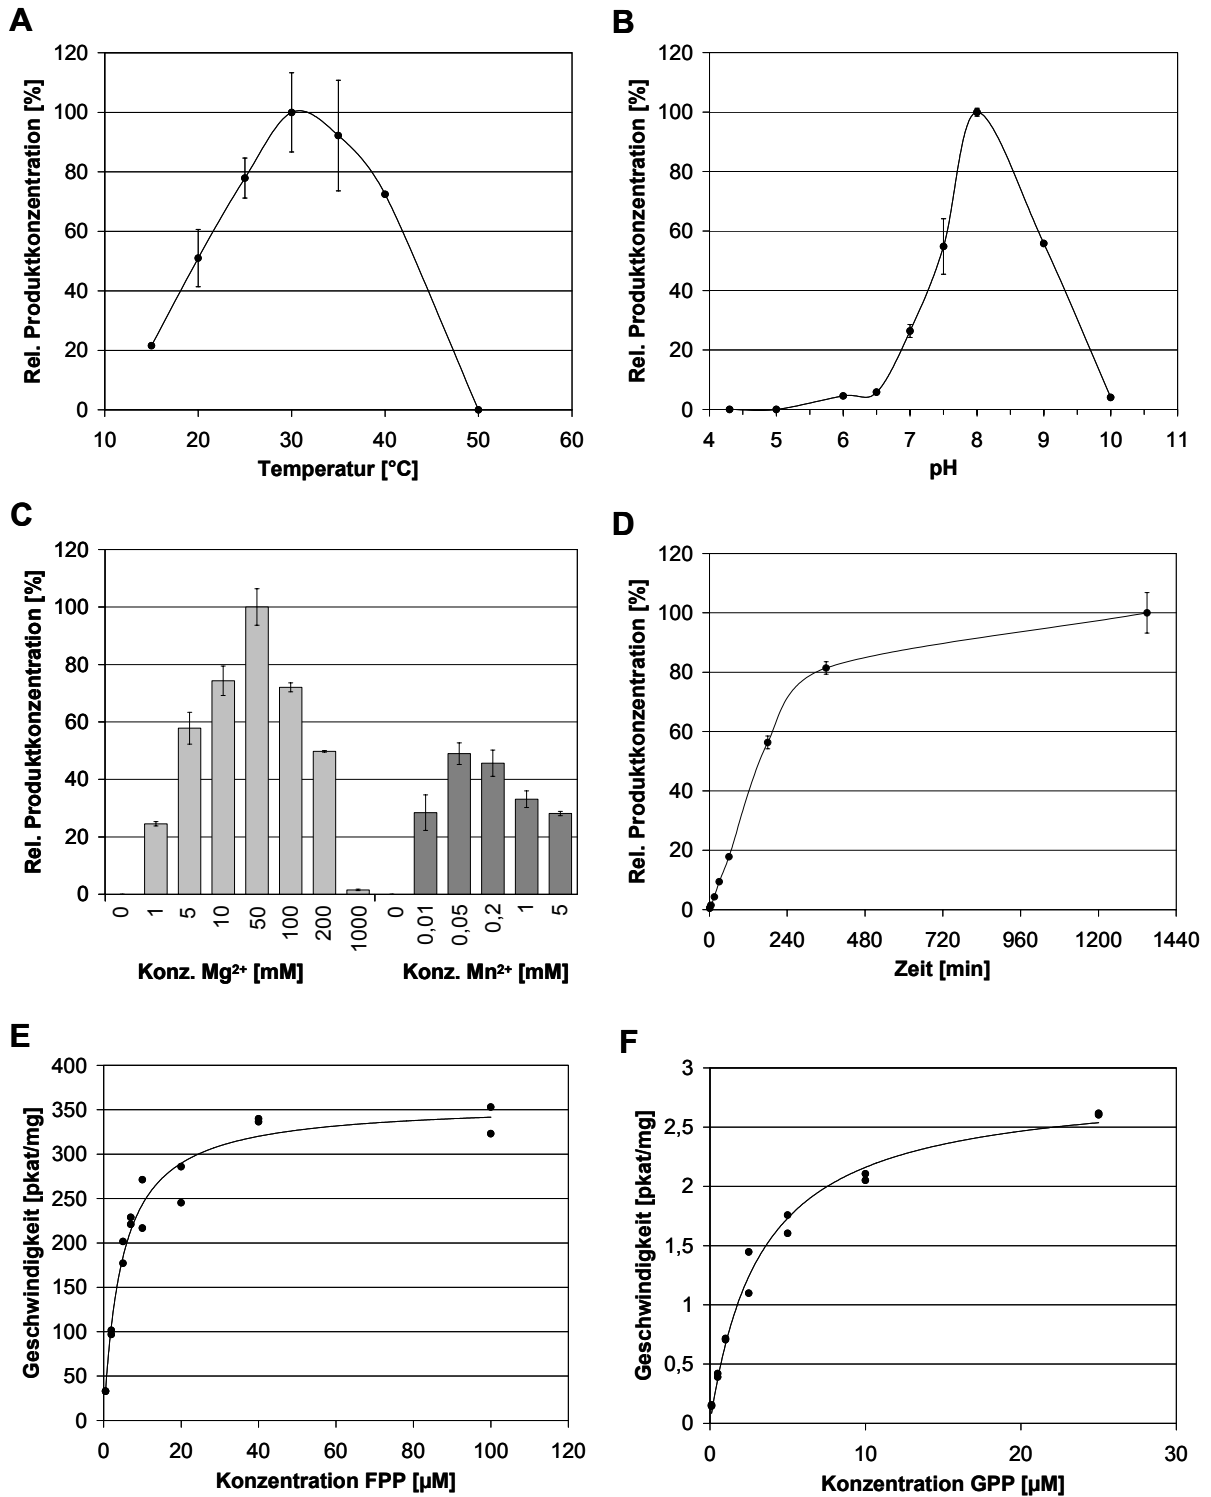 A
Rel. Produktkonzentration [%]
120
100
80
60
40
20
0
10 20 30 40 50 60
Temperatur [°C]
B
Rel. Produktkonzentration [%]
120
100
80
60
40
20
0
4 5 6 7 8 9 10 11
pH
C
Rel. Produktkonzentration [%]
120
100
80
60
40
20
0
0 1 5 10 50 100 200 1000 0 0,01 0,05 0,2 1 5
Konz. Mg²⁺ [mM] Konz. Mn²⁺ [mM]
D
Rel. Produktkonzentration [%]
120
100
80
60
40
20
0
0 240 480 720 960 1200 1440
Zeit [min]
E
Geschwindigkeit [pkat/mg]
400
350
300
250
200
150
100
50
0
0 20 40 60 80 100 120
Konzentration FPP [µM]
F
Geschwindigkeit [pkat/mg]
3
2,5
2
1,5
1
0,5
0
0 10 20 30
Konzentration GPP [µM]